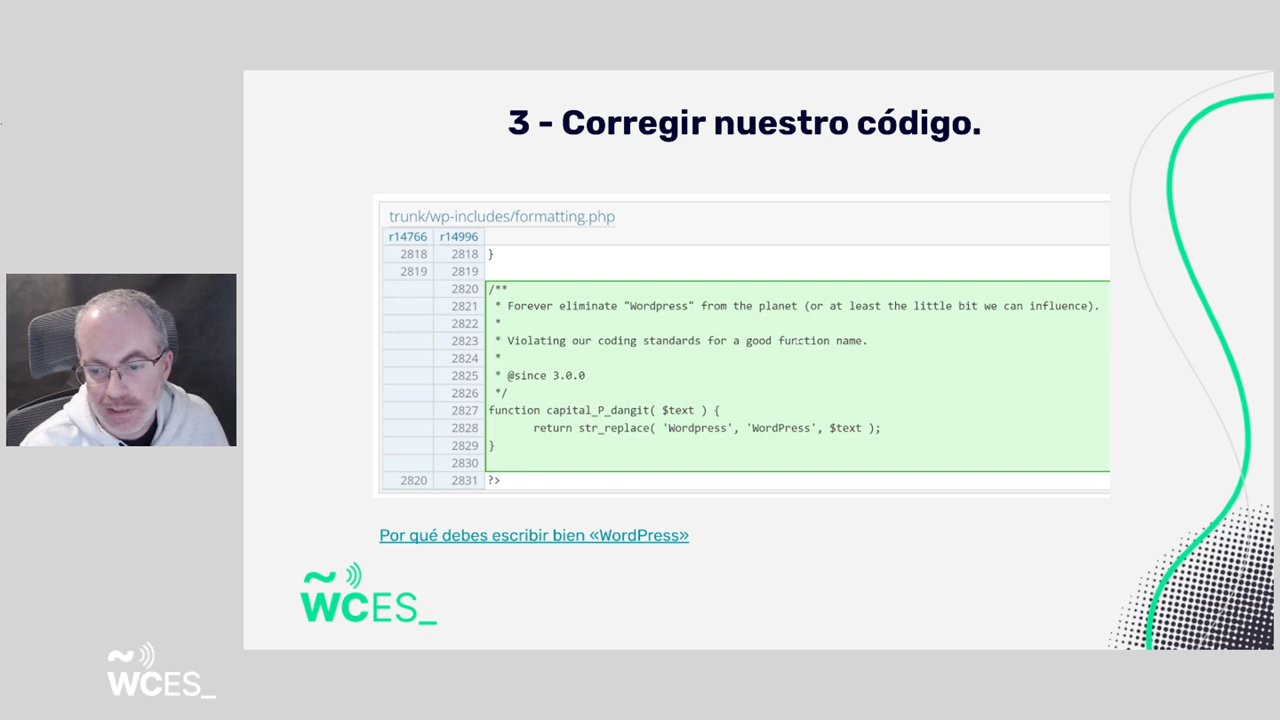 3 - Corregir nuestro código.
trunk/wp-includes/formatting.php
r14766 r14996
2818 2818 }
2819 2819
2820 /**
2821 * Forever eliminate "Wordpress" from the planet (or at least the little bit we can influence).
2822 *
2823 * Violating our coding standards for a good function name.
2824 *
2825 * @since 3.0.0
2826 */
2827 function capital_P_dangit( $text ) {
2828 return str_replace( 'Wordpress', 'WordPress', $text );
2829 }
2830
2820 2831 ?>
Por qué debes escribir bien «WordPress»
WCES_
WCES_